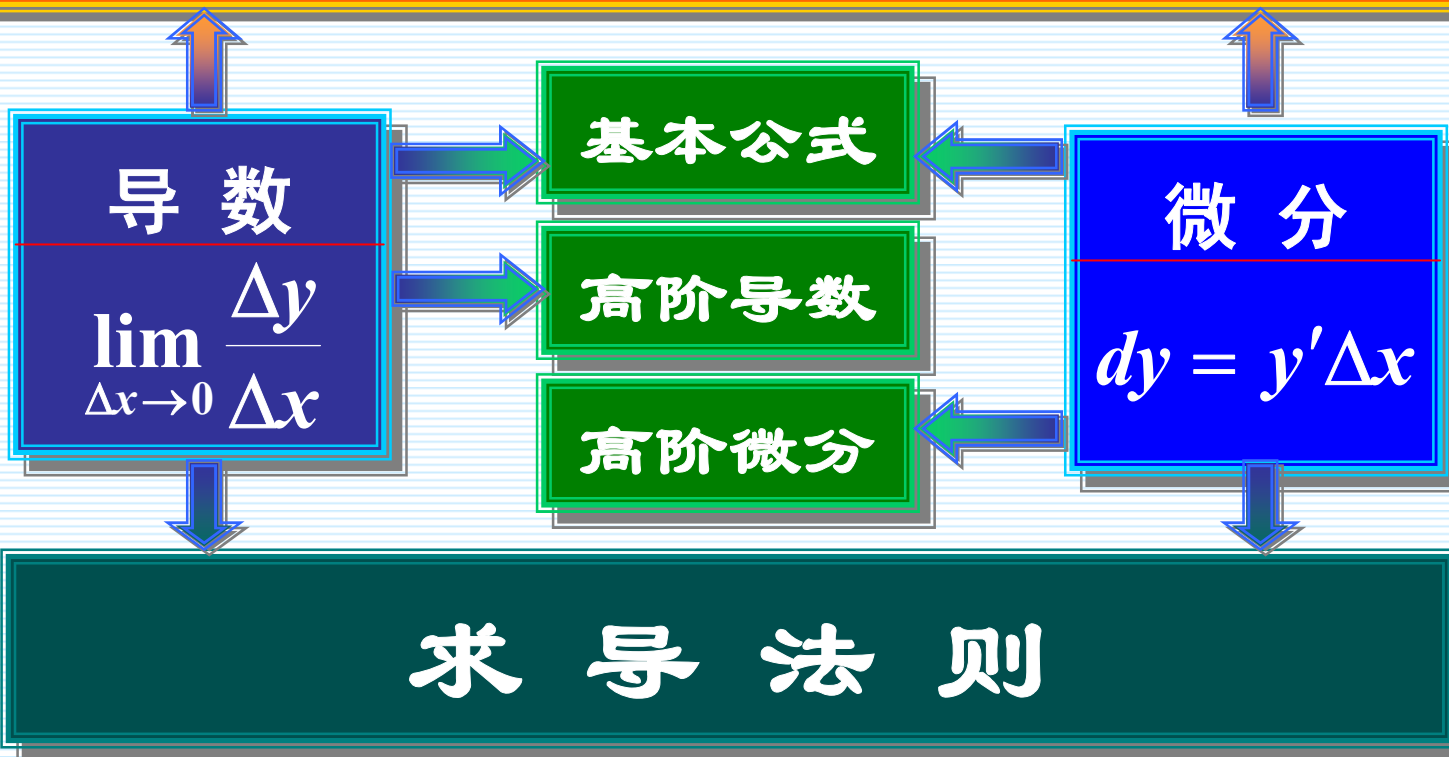 导 数
lim Δx→0 Δy/Δx
基本公式
高阶导数
高阶微分
微 分
dy = y′Δx
求 导 法 则